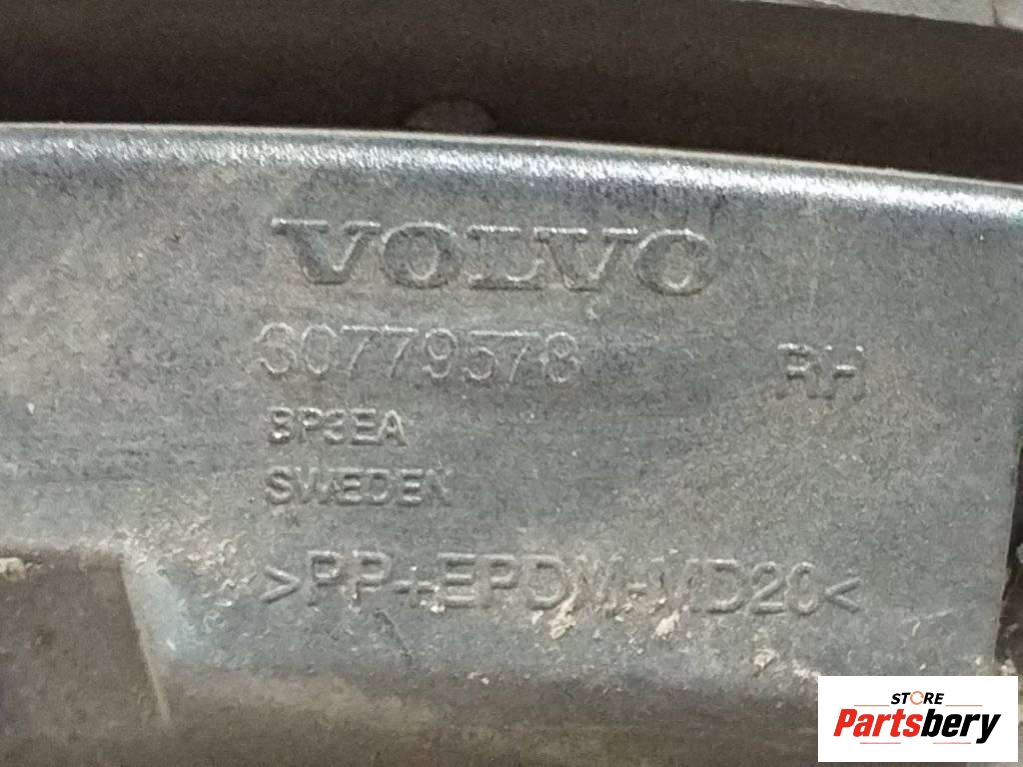 VOLVO
30779578 RH
8P3EA
SWEDEN
>PP+EPDM-MD20<
STORE
Partsbery